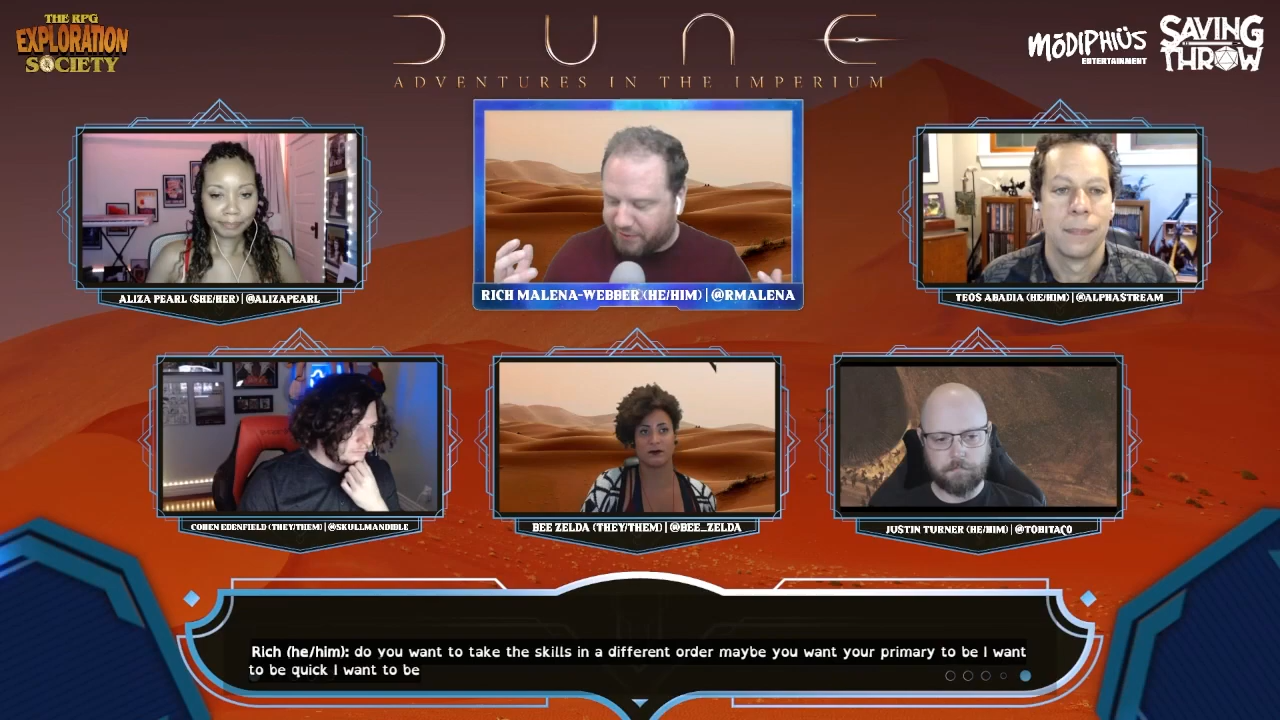 THE RPG
EXPLORATION
SOCIETY
DUNE
ADVENTURES IN THE IMPERIUM
MŌDIPHIÜS
ENTERTAINMENT
SAVING
THROW
ALIZA PEARL (SHE/HER) | @ALIZAPEARL
RICH MALENA-WEBBER (HE/HIM) | @RMALENA
TEOS ABADIA (HE/HIM) | @ALPHASTREAM
COHEN EDENFIELD (THEY/THEM) | @SKULLMANDIBLE
BEE ZELDA (THEY/THEM) | @BEE_ZELDA
JUSTIN TURNER (HE/HIM) | @TOBITACO
Rich (he/him): do you want to take the skills in a different order maybe you want your primary to be I want
to be quick I want to be